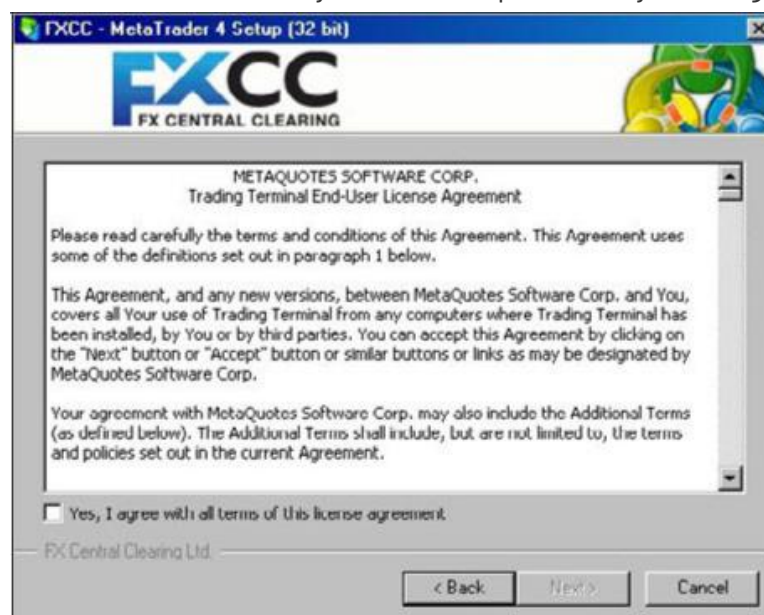 FXCC - MetaTrader 4 Setup (32 bit)
FXCC
FX CENTRAL CLEARING
METAQUOTES SOFTWARE CORP.
Trading Terminal End-User License Agreement
Please read carefully the terms and conditions of this Agreement. This Agreement uses
some of the definitions set out in paragraph 1 below.
This Agreement, and any new versions, between MetaQuotes Software Corp. and You,
covers all Your use of Trading Terminal from any computers where Trading Terminal has
been installed, by You or by third parties. You can accept this Agreement by clicking on
the "Next" button or "Accept" button or similar buttons or links as may be designated by
MetaQuotes Software Corp.
Your agreement with MetaQuotes Software Corp. may also include the Additional Terms
(as defined below). The Additional Terms shall include, but are not limited to, the terms
and policies set out in the current Agreement.
Yes, I agree with all terms of this license agreement
FX Central Clearing Ltd.
< Back Next > Cancel